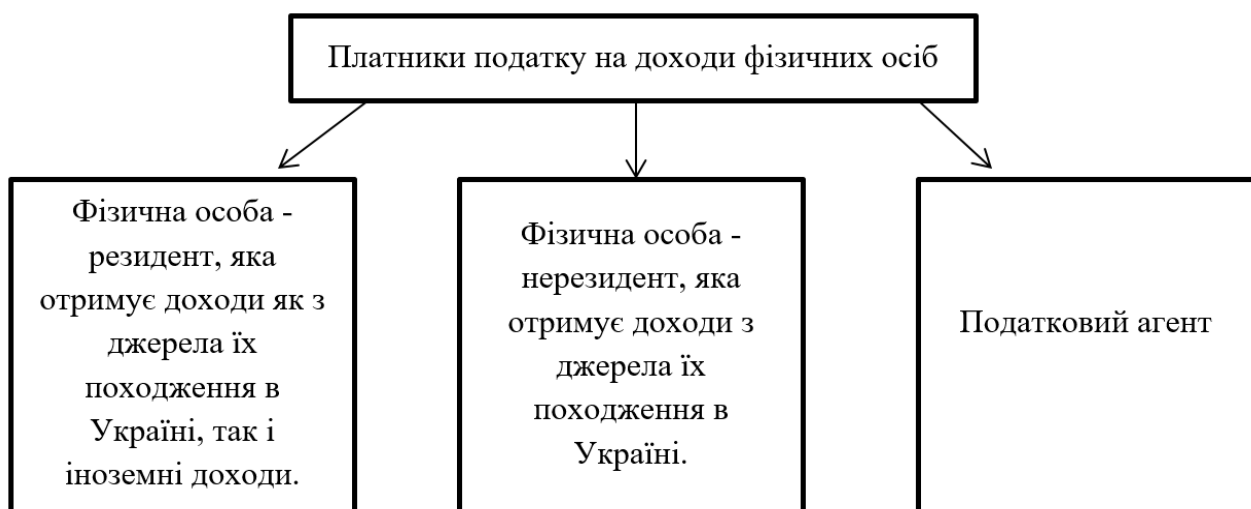 Платники податку на доходи фізичних осіб
Фізична особа -
резидент, яка
отримує доходи як з
джерела їх
походження в
Україні, так і
іноземні доходи.
Фізична особа -
нерезидент, яка
отримує доходи з
джерела їх
походження в
Україні.
Податковий агент